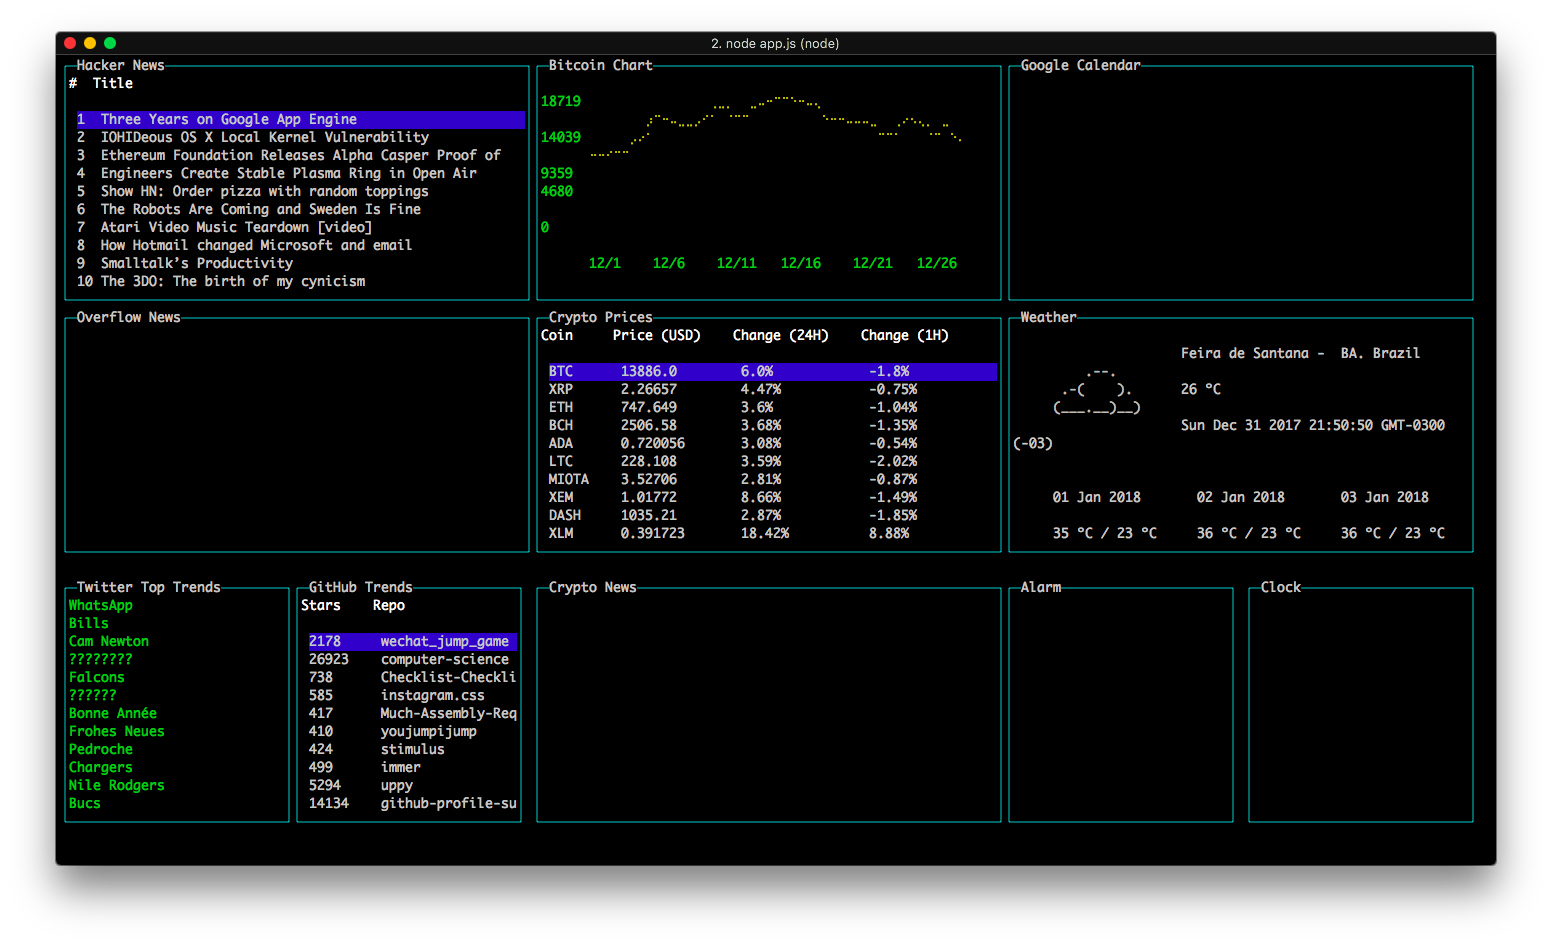 2. node app.js (node)
Hacker News
# Title
1 Three Years on Google App Engine
2 IOHIDeous OS X Local Kernel Vulnerability
3 Ethereum Foundation Releases Alpha Casper Proof of
4 Engineers Create Stable Plasma Ring in Open Air
5 Show HN: Order pizza with random toppings
6 The Robots Are Coming and Sweden Is Fine
7 Atari Video Music Teardown [video]
8 How Hotmail changed Microsoft and email
9 Smalltalk's Productivity
10 The 3DO: The birth of my cynicism
Bitcoin Chart
18719
14039
9359
4680
0
12/1 12/6 12/11 12/16 12/21 12/26
Google Calendar
Overflow News
Crypto Prices
Coin Price (USD) Change (24H) Change (1H)
BTC 13886.0 6.0% -1.8%
XRP 2.26657 4.47% -0.75%
ETH 747.649 3.6% -1.04%
BCH 2506.58 3.68% -1.35%
ADA 0.720056 3.08% -0.54%
LTC 228.108 3.59% -2.02%
MIOTA 3.52706 2.81% -0.87%
XEM 1.01772 8.66% -1.49%
DASH 1035.21 2.87% -1.85%
XLM 0.391723 18.42% 8.88%
Weather
Feira de Santana - BA. Brazil
26 °C
Sun Dec 31 2017 21:50:50 GMT-0300
(-03)
01 Jan 2018 02 Jan 2018 03 Jan 2018
35 °C / 23 °C 36 °C / 23 °C 36 °C / 23 °C
Twitter Top Trends
WhatsApp
Bills
Cam Newton
????????
Falcons
??????
Bonne Année
Frohes Neues
Pedroche
Chargers
Nile Rodgers
Bucs
GitHub Trends
Stars Repo
2178 wechat_jump_game
26923 computer-science
738 Checklist-Checkli
585 instagram.css
417 Much-Assembly-Req
410 youjumpijump
424 stimulus
499 immer
5294 uppy
14134 github-profile-su
Crypto News
Alarm
Clock